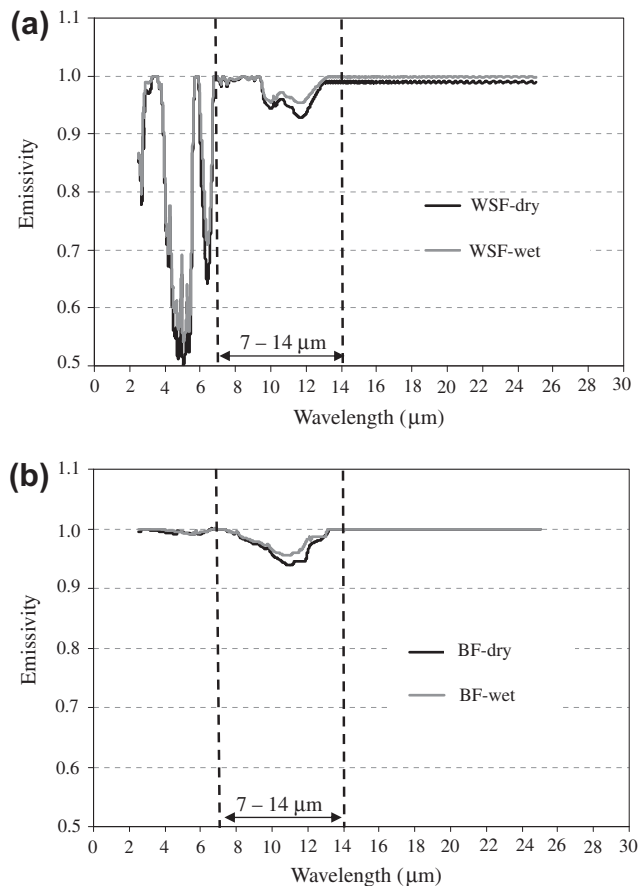 (a)
1.1
1.0
0.9
0.8
0.7
0.6
0.5
Emissivity
WSF-dry
WSF-wet
7 – 14 μm
0 2 4 6 8 10 12 14 16 18 20 22 24 26 28 30
Wavelength (μm)
(b)
1.1
1.0
0.9
0.8
0.7
0.6
0.5
Emissivity
BF-dry
BF-wet
7 – 14 μm
0 2 4 6 8 10 12 14 16 18 20 22 24 26 28 30
Wavelength (μm)